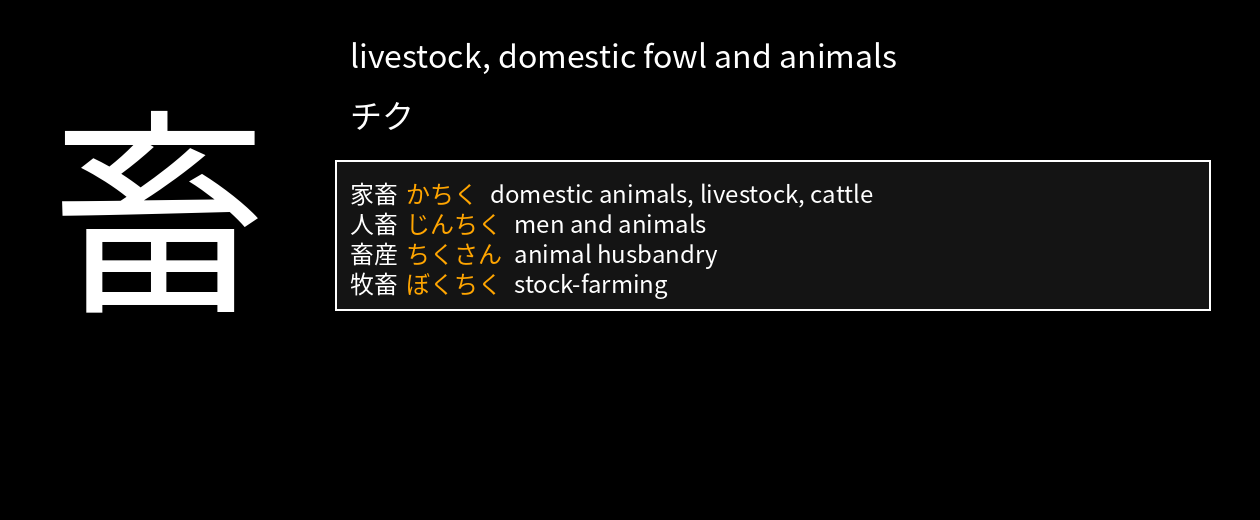 畜
livestock, domestic fowl and animals
チク
家畜 かちく domestic animals, livestock, cattle
人畜 じんちく men and animals
畜産 ちくさん animal husbandry
牧畜 ぼくちく stock-farming